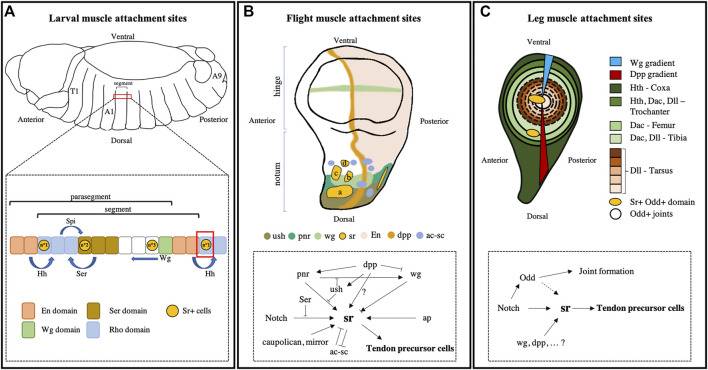 A
Larval muscle attachment sites
Ventral
segment
T1
A9
A1
Anterior
Posterior
Dorsal
parasegment
segment
Spi
n°1
n°2
n°3
n°1
Hh
Ser
Wg
Hh
En domain
Ser domain
Sr+ cells
Wg domain
Rho domain
B
Flight muscle attachment sites
Ventral
hinge
Anterior
Posterior
notum
d
c
b
a
Dorsal
ush
pnr
wg
sr
En
dpp
ac-sc
dpp
pnr
wg
ush
?
Ser
Notch
sr
ap
caupolican, mirror
ac-sc
Tendon precursor cells
C
Leg muscle attachment sites
Ventral
Anterior
Posterior
Dorsal
Wg gradient
Dpp gradient
Hth - Coxa
Hth, Dac, Dll –
Trochanter
Dac - Femur
Dac, Dll - Tibia
Dll - Tarsus
Sr+ Odd+ domain
Odd+ joints
Odd
Joint formation
Notch
sr
Tendon precursor cells
wg, dpp, … ?